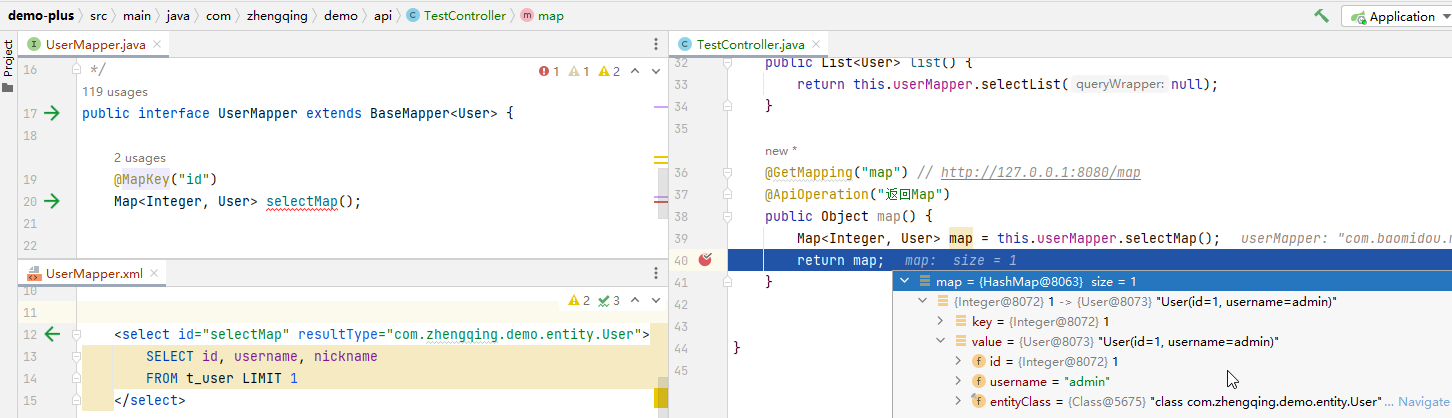 demo-plus 〉 src 〉 main 〉 java 〉 com 〉 zhengqing 〉 demo 〉 api 〉 TestController 〉 map
Application
Project
UserMapper.java
16 */
1 1 2
119 usages
17 public interface UserMapper extends BaseMapper<User> {
18
2 usages
19 @MapKey("id")
20 Map<Integer, User> selectMap();
21
22
UserMapper.xml
10
2 3
11
12 <select id="selectMap" resultType="com.zhengqing.demo.entity.User">
13 SELECT id, username, nickname
14 FROM t_user LIMIT 1
15 </select>
TestController.java
32 public List<User> list() {
33 return this.userMapper.selectList( queryWrapper: null);
34 }
35
new *
36 @GetMapping("map") // http://127.0.0.1:8080/map
37 @ApiOperation("返回Map")
38 public Object map() {
39 Map<Integer, User> map = this.userMapper.selectMap(); userMapper: "com.baomidou.
40 return map; map: size = 1
41 }
42
43
44 }
45
map = {HashMap@8063} size = 1
{Integer@8072} 1 -> {User@8073} "User(id=1, username=admin)"
key = {Integer@8072} 1
value = {User@8073} "User(id=1, username=admin)"
id = {Integer@8072} 1
username = "admin"
entityClass = {Class@5675} "class com.zhengqing.demo.entity.User" ... Navigate